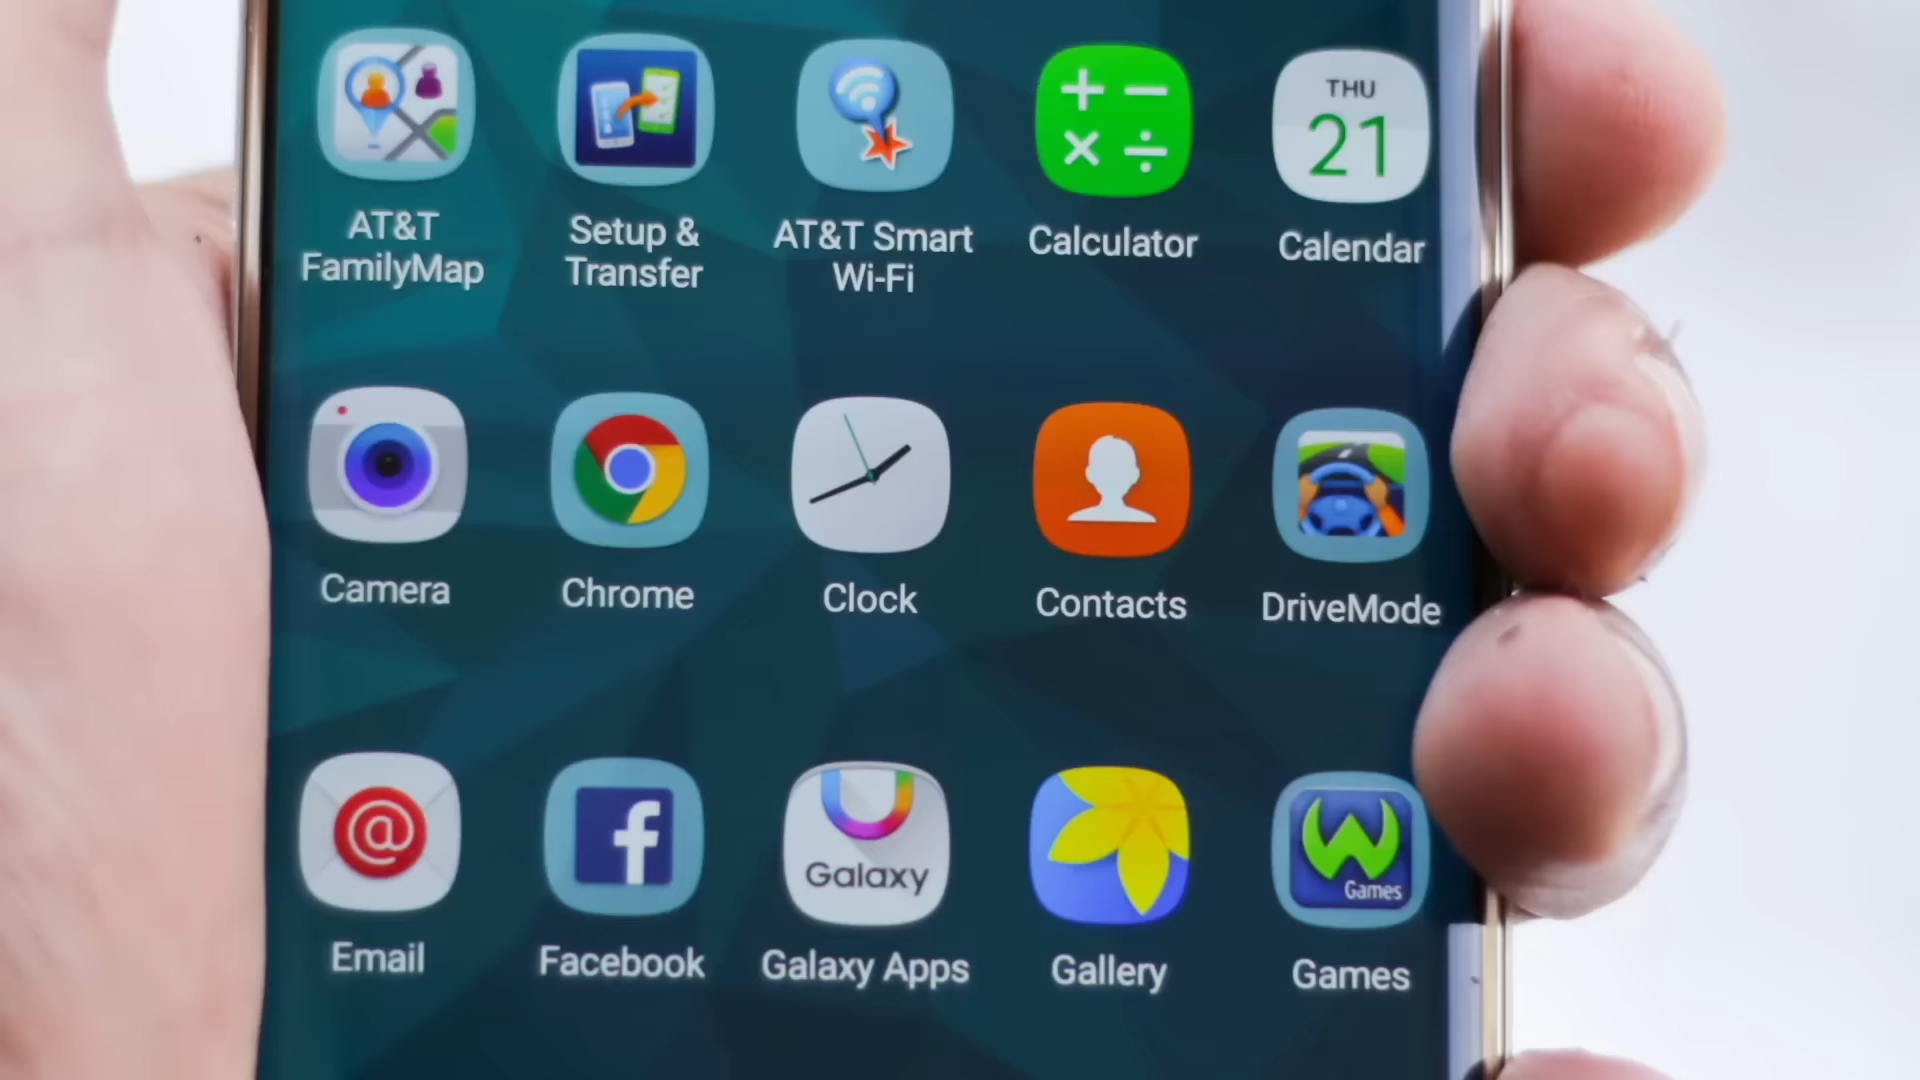 THU
21
AT&T
FamilyMap
Setup &
Transfer
AT&T Smart
Wi-Fi
Calculator
Calendar
Camera
Chrome
Clock
Contacts
DriveMode
@
f
Galaxy
W
Games
Email
Facebook
Galaxy Apps
Gallery
Games